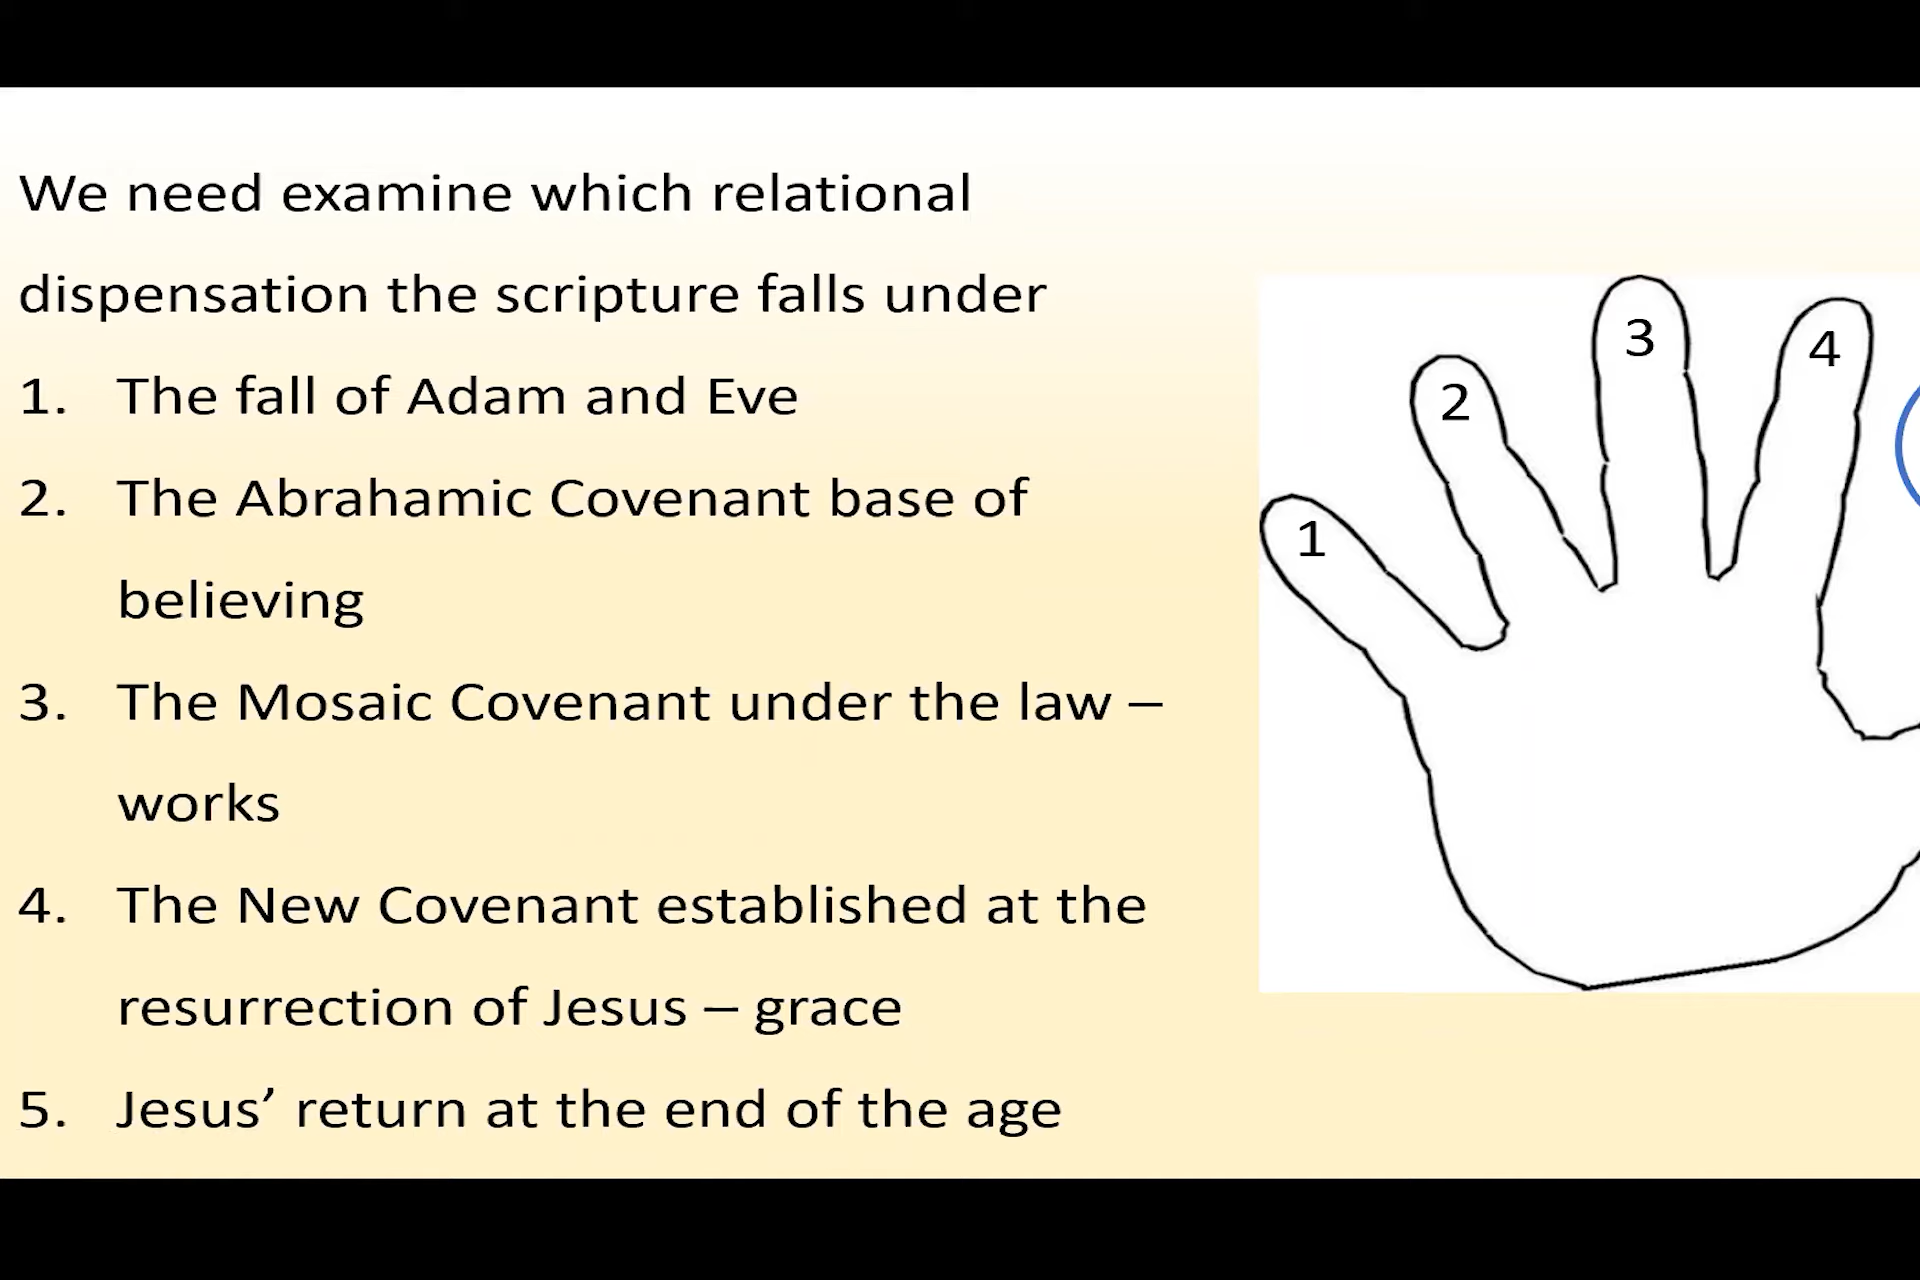 We need examine which relational
dispensation the scripture falls under
1. The fall of Adam and Eve
2. The Abrahamic Covenant base of
believing
3. The Mosaic Covenant under the law –
works
4. The New Covenant established at the
resurrection of Jesus – grace
5. Jesus’ return at the end of the age
1
2
3
4